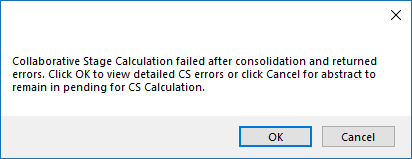 Collaborative Stage Calculation failed after consolidation and returned
errors. Click OK to view detailed CS errors or click Cancel for abstract to
remain in pending for CS Calculation.
OK Cancel